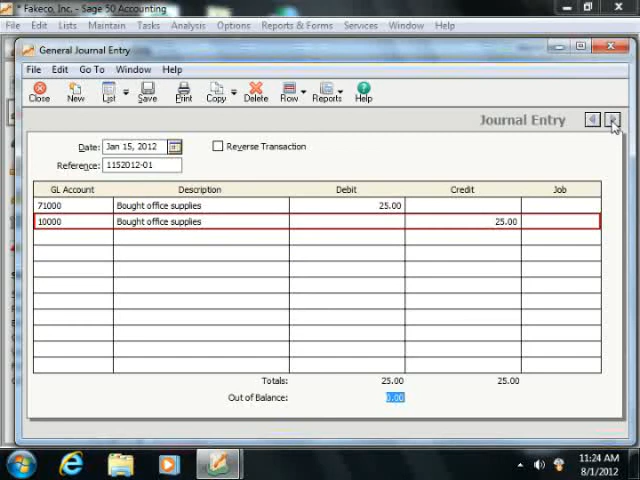 * Fakeco, Inc. - Sage 50 Accounting
File Edit Lists Maintain Tasks Analysis Options Reports & Forms Services Window Help
General Journal Entry
File Edit Go To Window Help
Close New List Save Print Copy Delete Row Reports Help
Journal Entry
Date: Jan 15, 2012 Reverse Transaction
Reference: 1152012-01
GL Account Description Debit Credit Job
71000 Bought office supplies 25.00
10000 Bought office supplies 25.00
Totals: 25.00 25.00
Out of Balance: 0.00
11:24 AM
8/1/2012